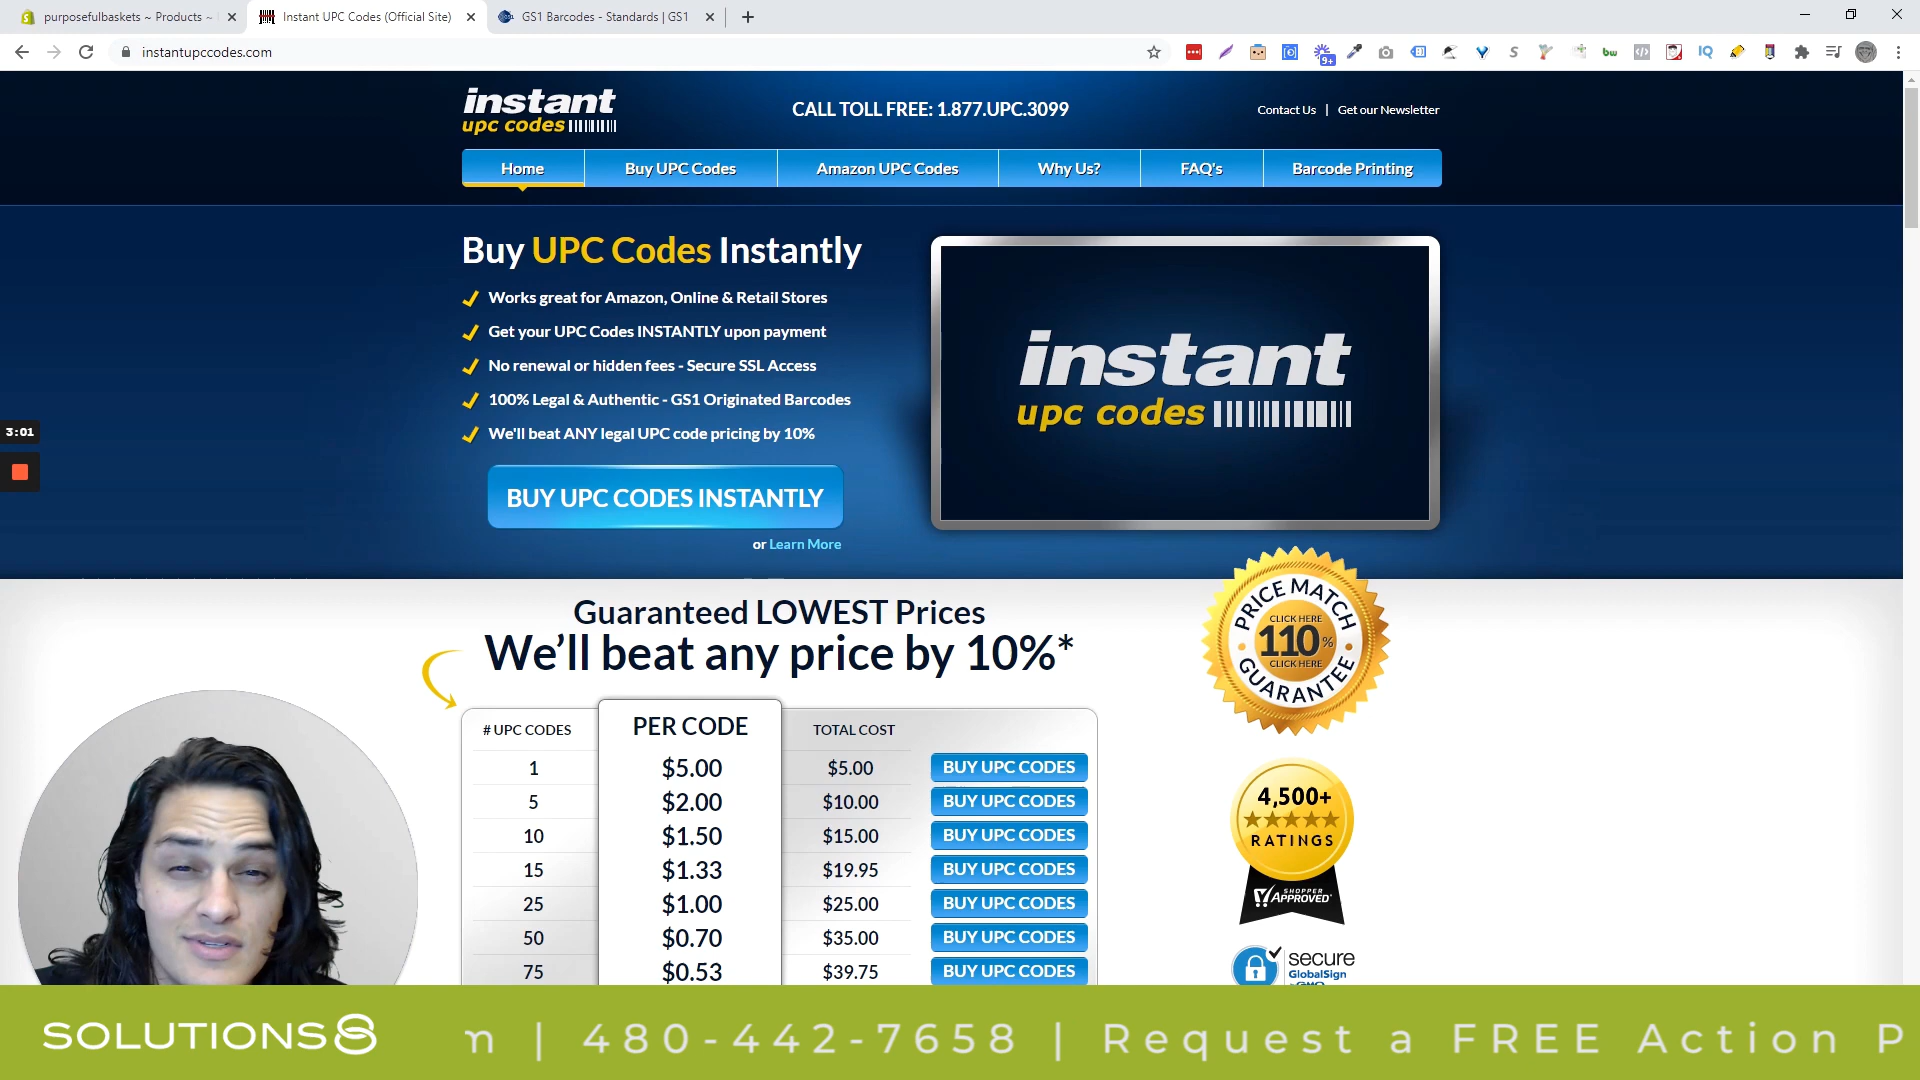 purposefulbaskets ~ Products ~
Instant UPC Codes (Official Site)
GS1 Barcodes - Standards | GS1
instantupccodes.com
9+
bw
IQ
instant
upc codes
CALL TOLL FREE: 1.877.UPC.3099
Contact Us | Get our Newsletter
Home
Buy UPC Codes
Amazon UPC Codes
Why Us?
FAQ's
Barcode Printing
Buy UPC Codes Instantly
Works great for Amazon, Online & Retail Stores
Get your UPC Codes INSTANTLY upon payment
No renewal or hidden fees - Secure SSL Access
100% Legal & Authentic - GS1 Originated Barcodes
We'll beat ANY legal UPC code pricing by 10%
BUY UPC CODES INSTANTLY
or Learn More
instant
upc codes
3:01
Guaranteed LOWEST Prices
We'll beat any price by 10%*
PRICE MATCH
CLICK HERE
110%
CLICK HERE
GUARANTEE
# UPC CODES PER CODE TOTAL COST
1 $5.00 $5.00 BUY UPC CODES
5 $2.00 $10.00 BUY UPC CODES
10 $1.50 $15.00 BUY UPC CODES
15 $1.33 $19.95 BUY UPC CODES
25 $1.00 $25.00 BUY UPC CODES
50 $0.70 $35.00 BUY UPC CODES
75 $0.53 $39.75 BUY UPC CODES
4,500+
RATINGS
SHOPPER
APPROVED
secure
GlobalSign
SOLUTIONS8
m | 480-442-7658 | Request a FREE Action P